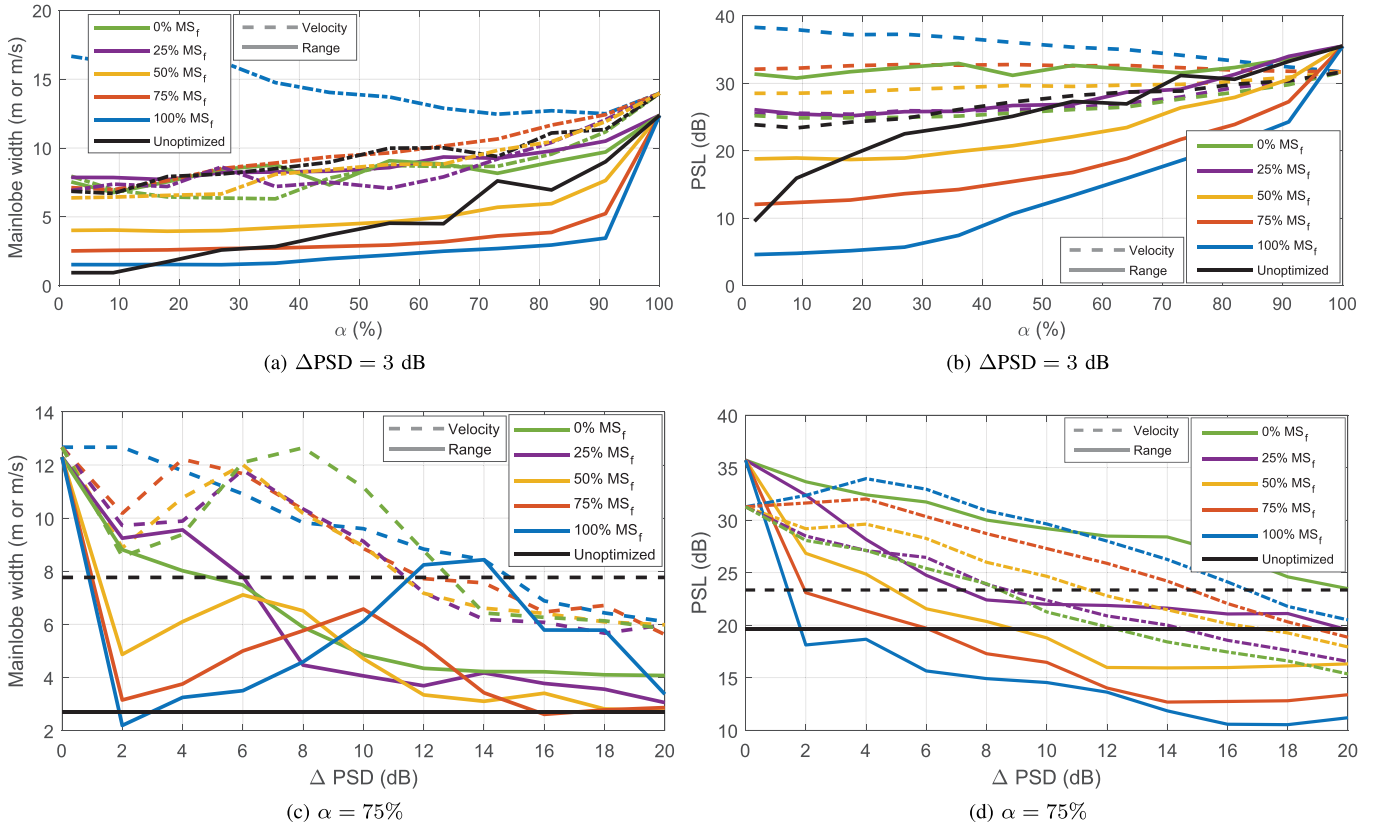 20
15
10
5
0
Mainlobe width (m or m/s)
0% MSf
25% MSf
50% MSf
75% MSf
100% MSf
Unoptimized
Velocity
Range
0 10 20 30 40 50 60 70 80 90 100
α (%)
(a) ΔPSD = 3 dB
40
30
20
10
0
PSL (dB)
0% MSf
25% MSf
50% MSf
75% MSf
100% MSf
Unoptimized
Velocity
Range
0 10 20 30 40 50 60 70 80 90 100
α (%)
(b) ΔPSD = 3 dB
14
12
10
8
6
4
2
Mainlobe width (m or m/s)
Velocity
Range
0% MSf
25% MSf
50% MSf
75% MSf
100% MSf
Unoptimized
0 2 4 6 8 10 12 14 16 18 20
Δ PSD (dB)
(c) α = 75%
40
35
30
25
20
15
10
PSL (dB)
Velocity
Range
0% MSf
25% MSf
50% MSf
75% MSf
100% MSf
Unoptimized
0 2 4 6 8 10 12 14 16 18 20
Δ PSD (dB)
(d) α = 75%